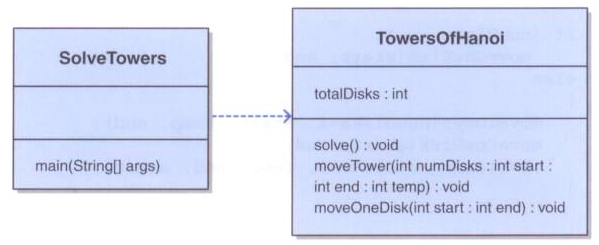 SolveTowers
main(String[] args)
TowersOfHanoi
totalDisks : int
solve() : void
moveTower(int numDisks : int start :
int end : int temp) : void
moveOneDisk(int start : int end) : void